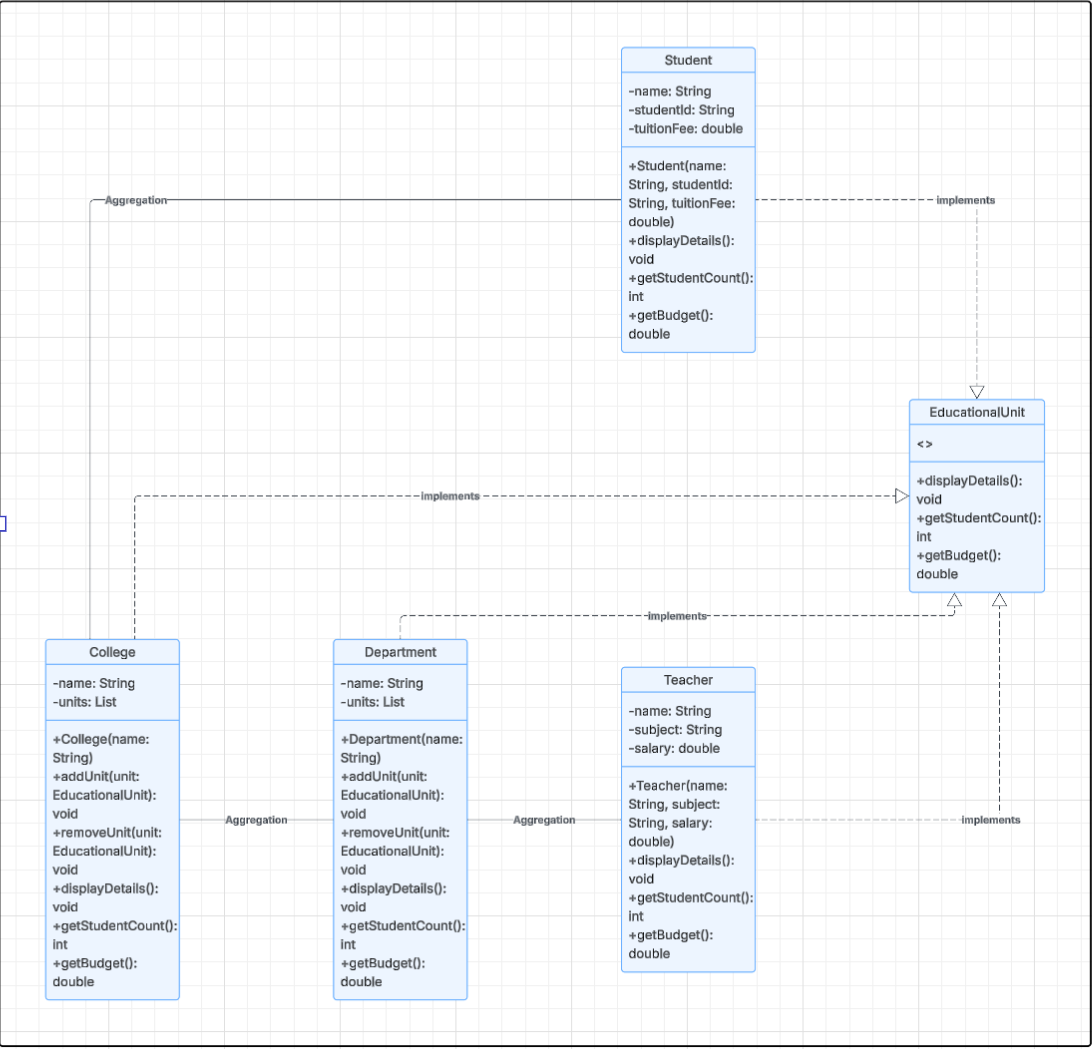 Student
-name: String
-studentId: String
-tuitionFee: double
+Student(name:
String, studentId:
String, tuitionFee:
double)
+displayDetails():
void
+getStudentCount():
int
+getBudget():
double
Aggregation
implements
EducationalUnit
<>
+displayDetails():
void
+getStudentCount():
int
+getBudget():
double
implements
implements
College
-name: String
-units: List
+College(name:
String)
+addUnit(unit:
EducationalUnit):
void
+removeUnit(unit:
EducationalUnit):
void
+displayDetails():
void
+getStudentCount():
int
+getBudget():
double
Aggregation
Department
-name: String
-units: List
+Department(name:
String)
+addUnit(unit:
EducationalUnit):
void
+removeUnit(unit:
EducationalUnit):
void
+displayDetails():
void
+getStudentCount():
int
+getBudget():
double
Aggregation
Teacher
-name: String
-subject: String
-salary: double
+Teacher(name:
String, subject:
String, salary:
double)
+displayDetails():
void
+getStudentCount():
int
+getBudget():
double
implements